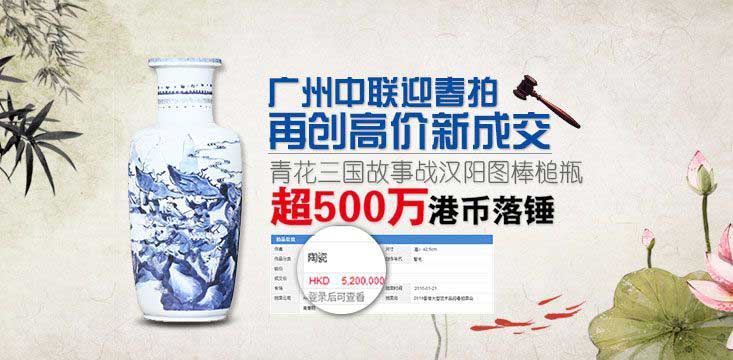 广州中联迎春拍
再创高价新成交
青花三国故事战汉阳图棒槌瓶
超500万港币落锤
陶瓷
HKD 5,200,000
登录后可查看